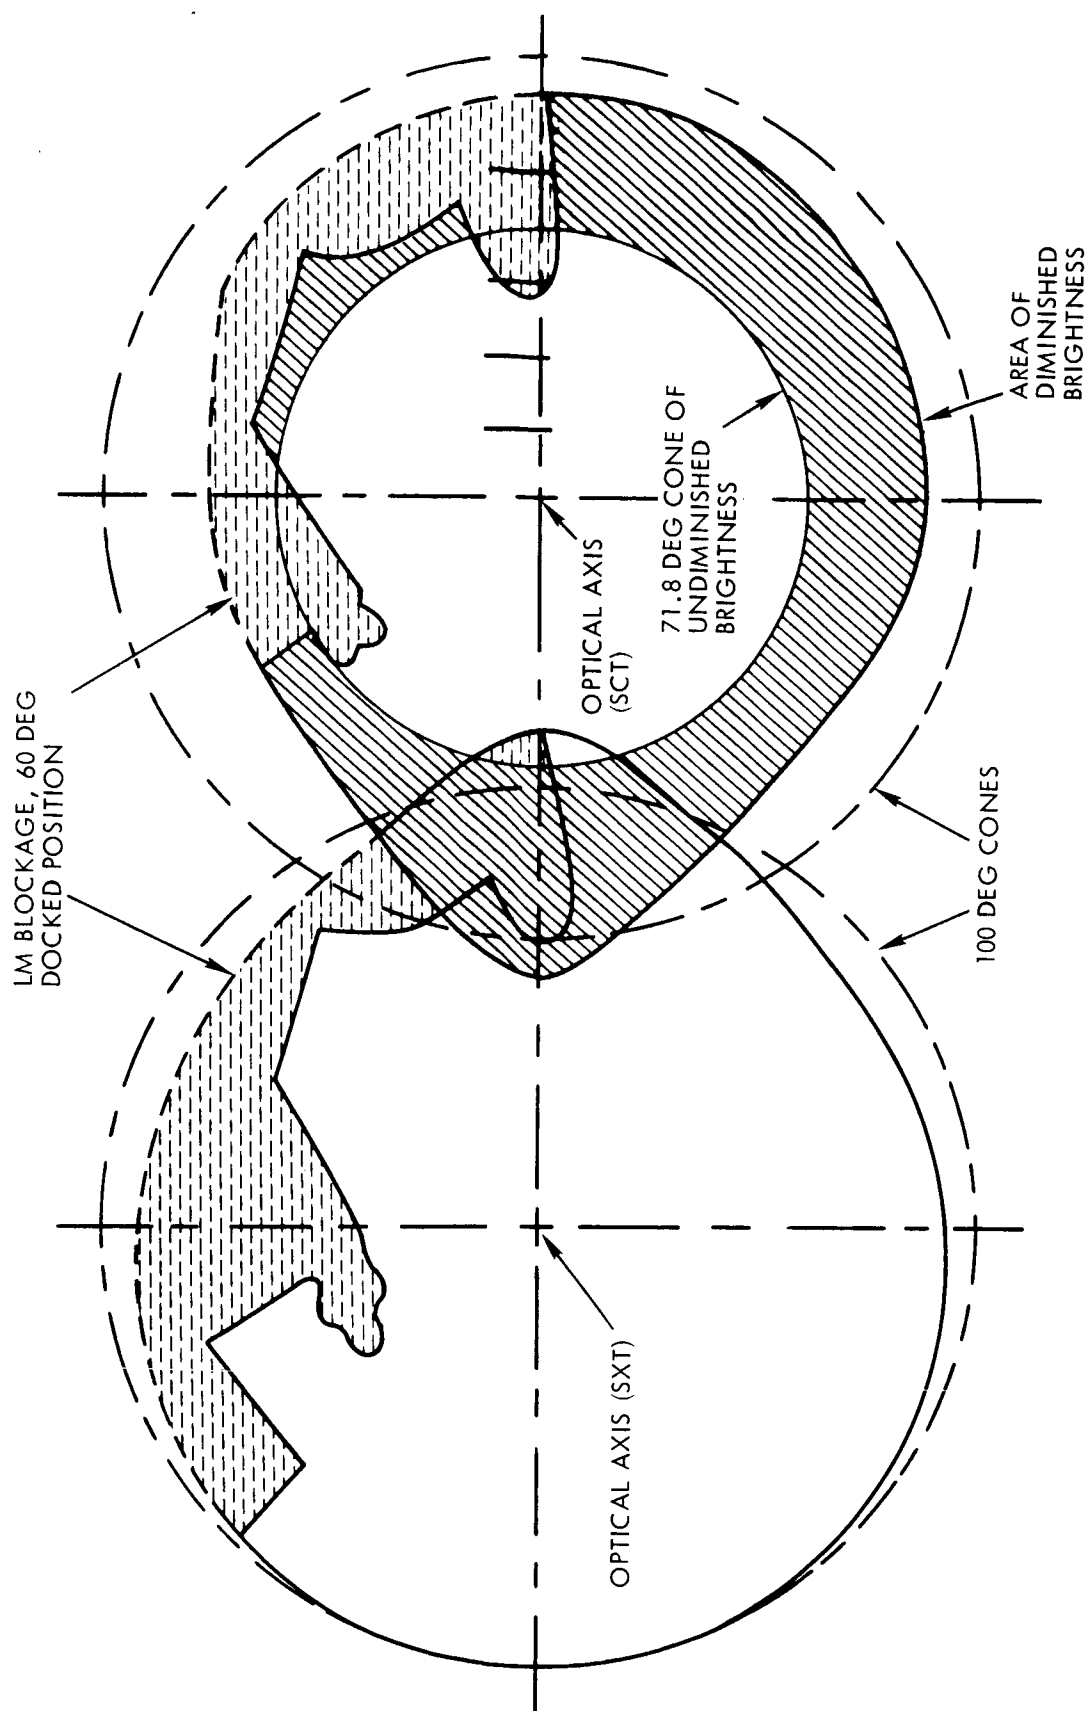 LM BLOCKAGE, 60 DEG
DOCKED POSITION
OPTICAL AXIS (SXT)
OPTICAL AXIS
(SCT)
71.8 DEG CONE OF
UNDIMINISHED
BRIGHTNESS
100 DEG CONES
AREA OF
DIMINISHED
BRIGHTNESS